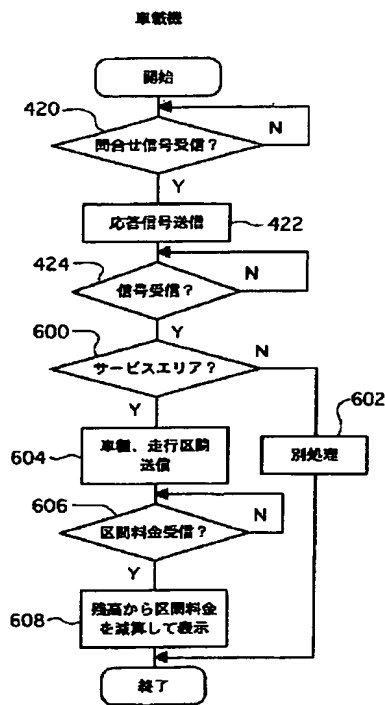 車載機
開始
420
問合せ信号受信？
N
Y
応答信号送信
422
424
信号受信？
N
Y
600
サービスエリア？
N
Y
602
別処理
604
車種、走行区間
送信
606
区間料金受信？
N
Y
608
残高から区間料金
を減算して表示
終了